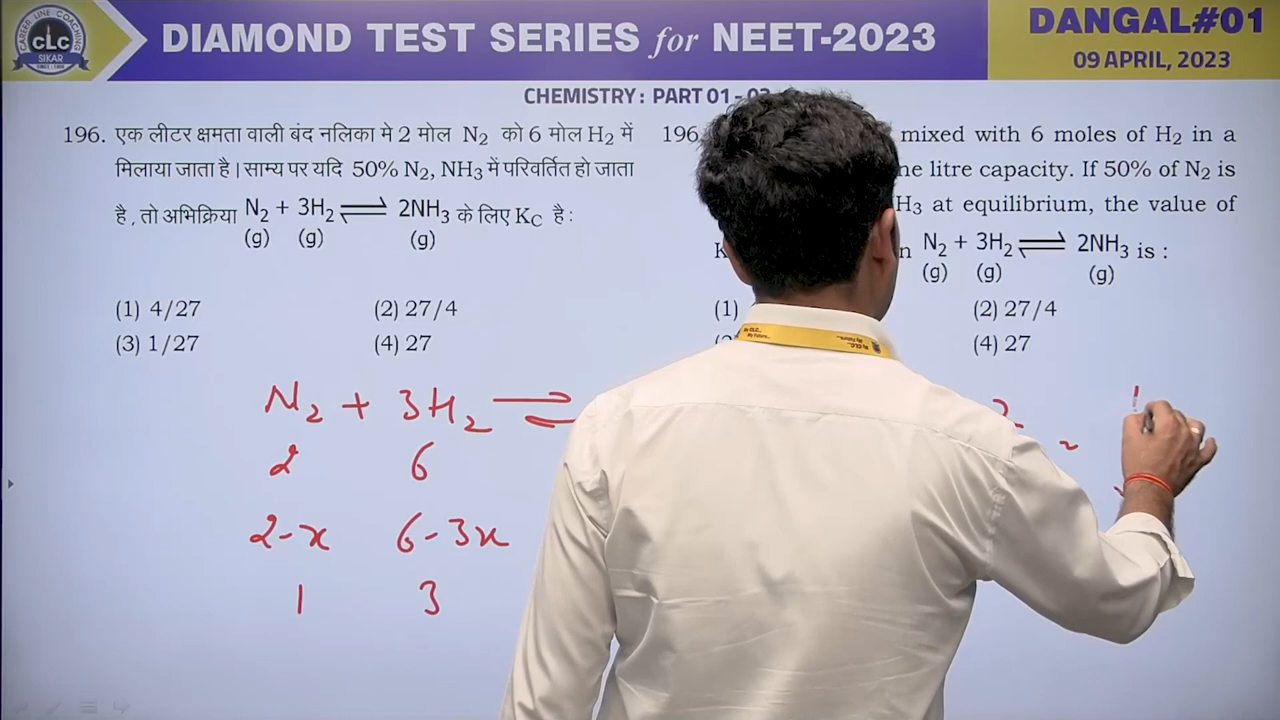 CAREER LINE COACHING
CLC
SIKAR
DIAMOND TEST SERIES for NEET-2023
DANGAL#01
09 APRIL, 2023
CHEMISTRY : PART 01 -
196. एक लीटर क्षमता वाली बंद नलिका मे 2 मोल N₂ को 6 मोल H₂ में
मिलाया जाता है। साम्य पर यदि 50% N₂, NH₃ में परिवर्तित हो जाता
है, तो अभिक्रिया N₂ + 3H₂ ⇌ 2NH₃ के लिए K_C है :
(g) (g) (g)
(1) 4/27 (2) 27/4
(3) 1/27 (4) 27
196 mixed with 6 moles of H₂ in a
ne litre capacity. If 50% of N₂ is
H₃ at equilibrium, the value of
K n N₂ + 3H₂ ⇌ 2NH₃ is :
(g) (g) (g)
(1) (2) 27/4
(4) 27
N₂ + 3H₂ ⇌
2 6
2-x 6-3x
1 3